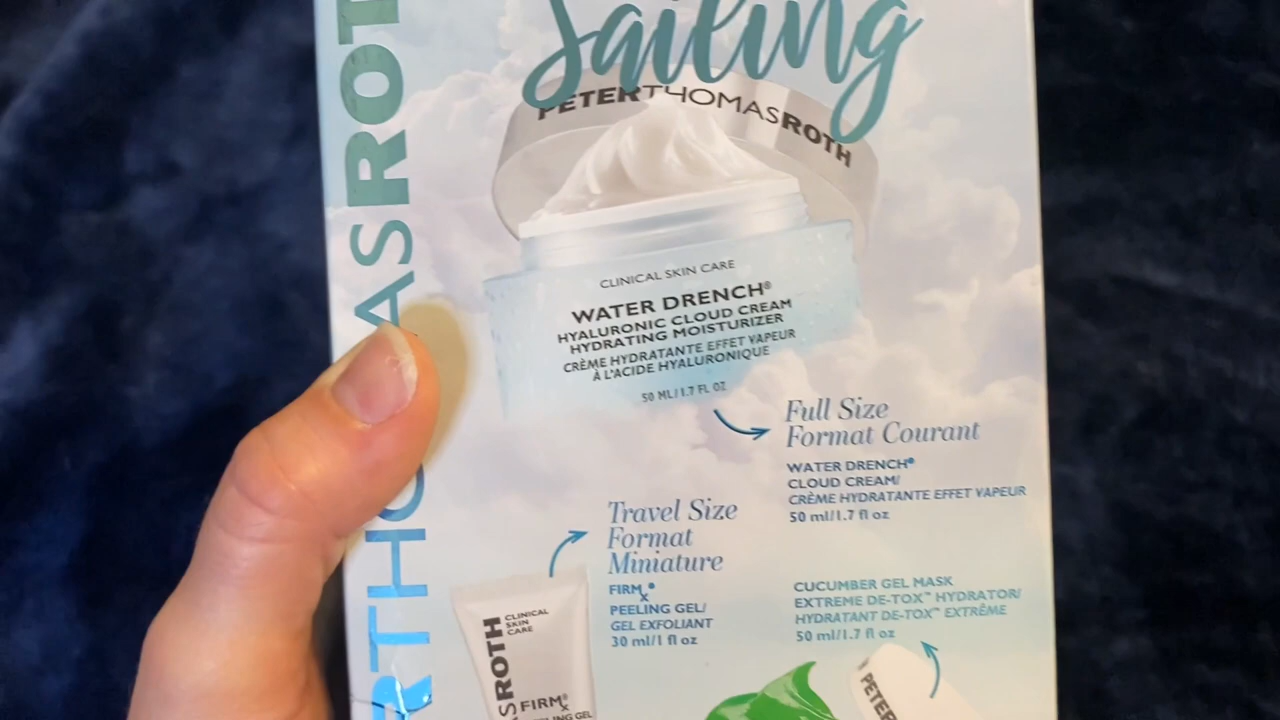 Sailing
PETERTHOMASROTH
CLINICAL SKIN CARE
WATER DRENCH®
HYALURONIC CLOUD CREAM
HYDRATING MOISTURIZER
CRÈME HYDRATANTE EFFET VAPEUR
À L'ACIDE HYALURONIQUE
50 ML/1.7 FL OZ
Full Size
Format Courant
WATER DRENCH®
CLOUD CREAM/
CRÈME HYDRATANTE EFFET VAPEUR
50 ml/1.7 fl oz
Travel Size
Format
Miniature
FIRMx®
PEELING GEL/
GEL EXFOLIANT
30 ml/1 fl oz
CUCUMBER GEL MASK
EXTREME DE-TOX™ HYDRATOR/
HYDRATANT DE-TOX™ EXTRÊME
50 ml/1.7 fl oz
RTHO
ASROT
CLINICAL
SKIN
CARE
SROTH
FIRMx®
LING GEL
PETER